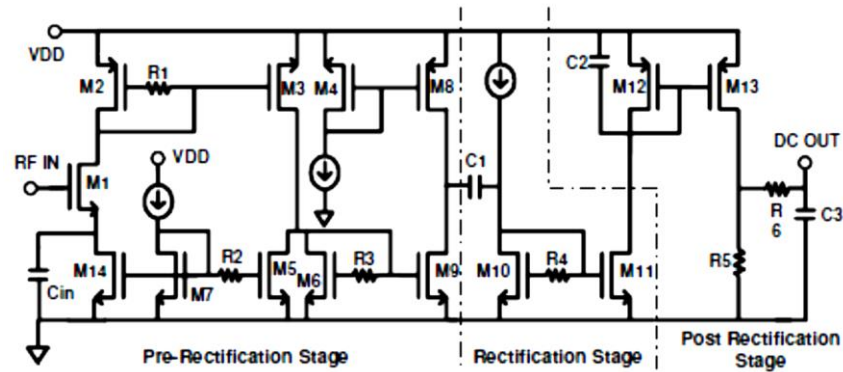 VDD
M2
R1
M3
M4
M8
C2
M12
M13
RF IN
VDD
M1
C1
DC OUT
R
6
C3
M14
M7
R2
M5
M6
R3
M9
M10
R4
M11
R5
Cin
Pre-Rectification Stage
Rectification Stage
Post Rectification
Stage